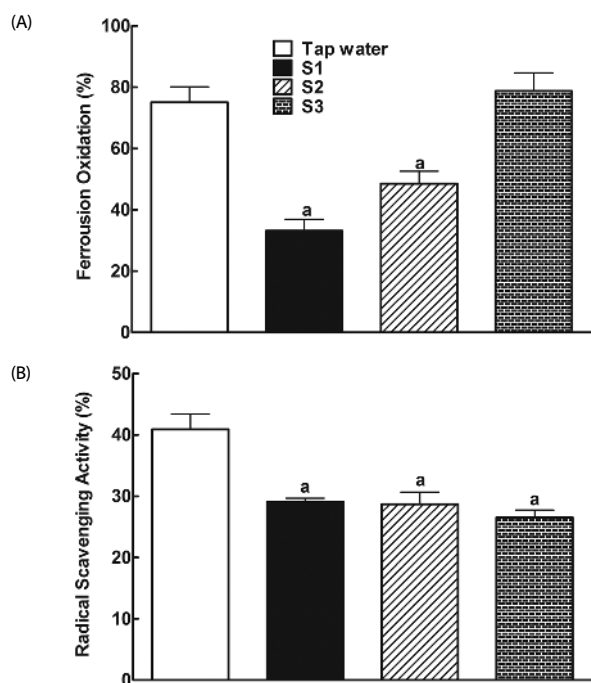 (A)
100
80
60
40
20
0
Ferrousion Oxidation (%)
Tap water
S1
S2
S3
a
a
(B)
50
40
30
20
10
0
Radical Scavenging Activity (%)
a
a
a